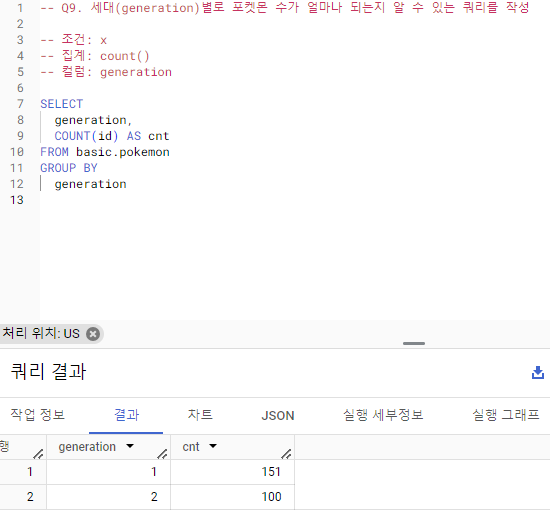 1 -- Q9. 세대(generation)별로 포켓몬 수가 얼마나 되는지 알 수 있는 쿼리를 작성
2
3 -- 조건: x
4 -- 집계: count()
5 -- 컬럼: generation
6
7 SELECT
8 generation,
9 COUNT(id) AS cnt
10 FROM basic.pokemon
11 GROUP BY
12 generation
13
처리 위치: US
쿼리 결과
작업 정보 결과 차트 JSON 실행 세부정보 실행 그래프
행 generation cnt
1 1 151
2 2 100